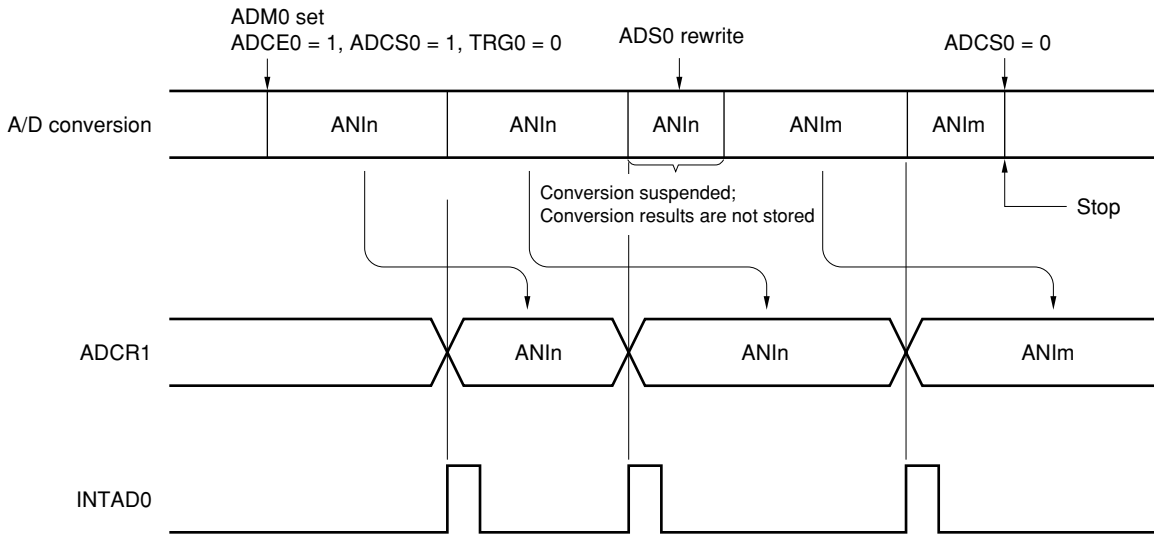 ADM0 set
ADCE0 = 1, ADCS0 = 1, TRG0 = 0
ADS0 rewrite
ADCS0 = 0
A/D conversion
ANIn
ANIn
ANIn
ANIm
ANIm
Conversion suspended;
Conversion results are not stored
Stop
ADCR1
ANIn
ANIn
ANIm
INTAD0